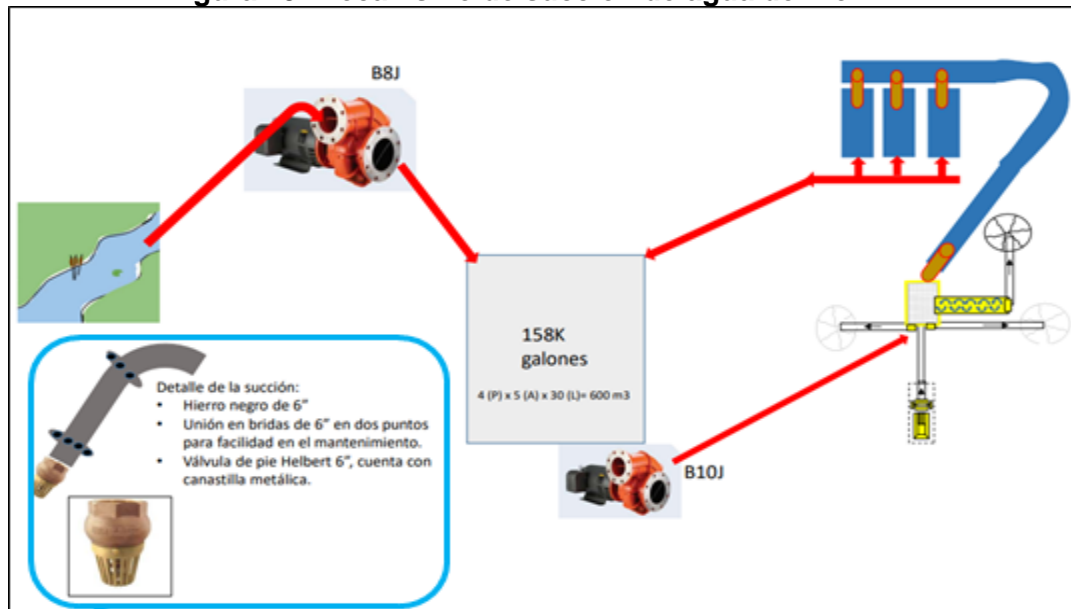 B8J
158K
galones
4 (P) x 5 (A) x 30 (L)= 600 m3
B10J
Detalle de la succión:
• Hierro negro de 6”
• Unión en bridas de 6” en dos puntos
para facilidad en el mantenimiento.
• Válvula de pie Helbert 6”, cuenta con
canastilla metálica.